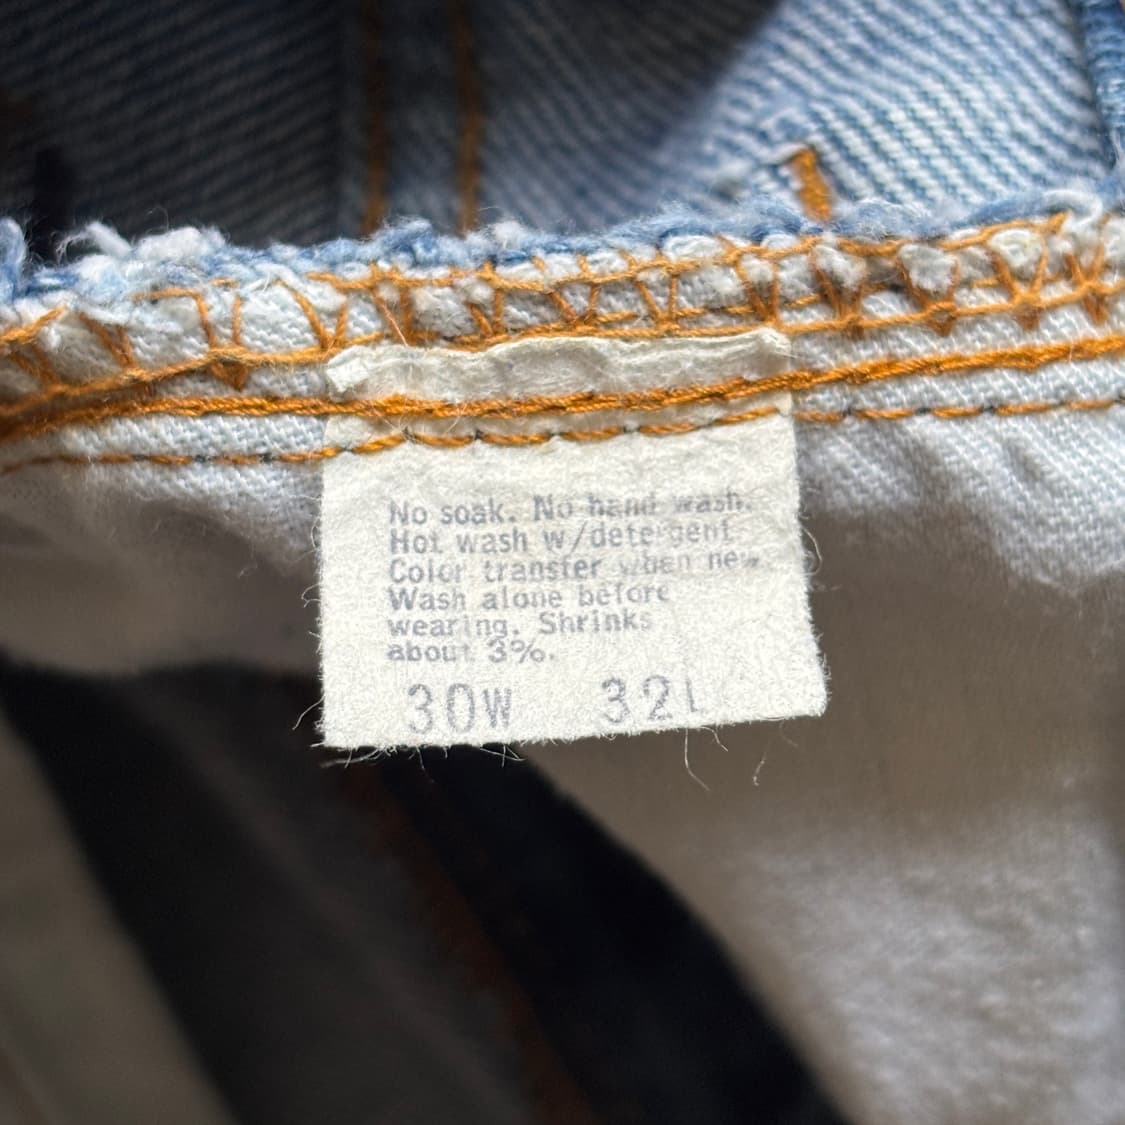 No soak. No hand wash.
Hot wash w/detergent
Color transfer when new.
Wash alone before
wearing. Shrinks
about 3%.
30W 32L